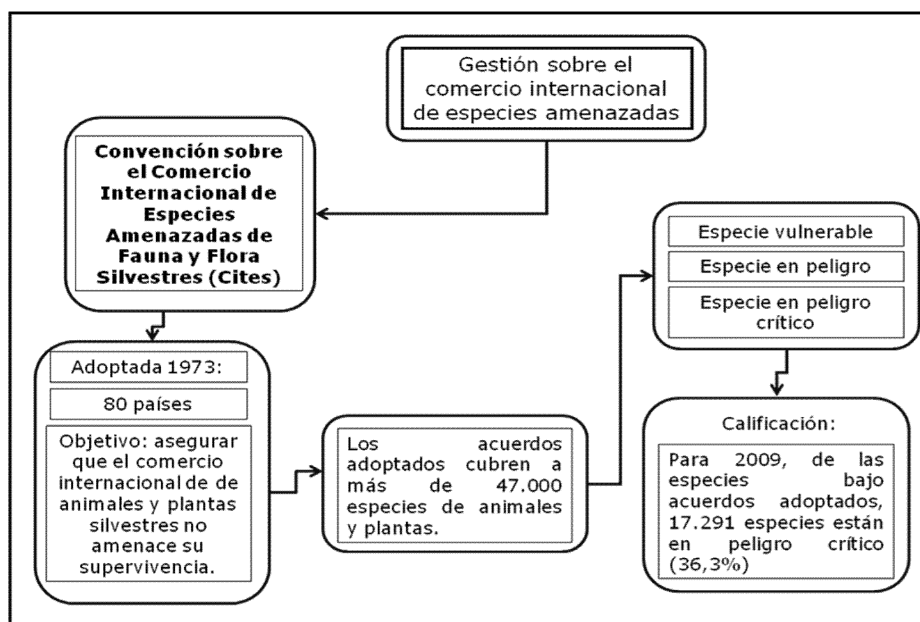 Gestión sobre el
comercio internacional
de especies amenazadas
Convención sobre
el Comercio
Internacional de
Especies
Amenazadas de
Fauna y Flora
Silvestres (Cites)
Adoptada 1973:
80 países
Objetivo: asegurar
que el comercio
internacional de de
animales y plantas
silvestres no
amenace su
supervivencia.
Los acuerdos
adoptados cubren a
más de 47.000
especies de animales
y plantas.
Especie vulnerable
Especie en peligro
Especie en peligro
crítico
Calificación:
Para 2009, de las
especies bajo
acuerdos adoptados,
17.291 especies están
en peligro crítico
(36,3%)